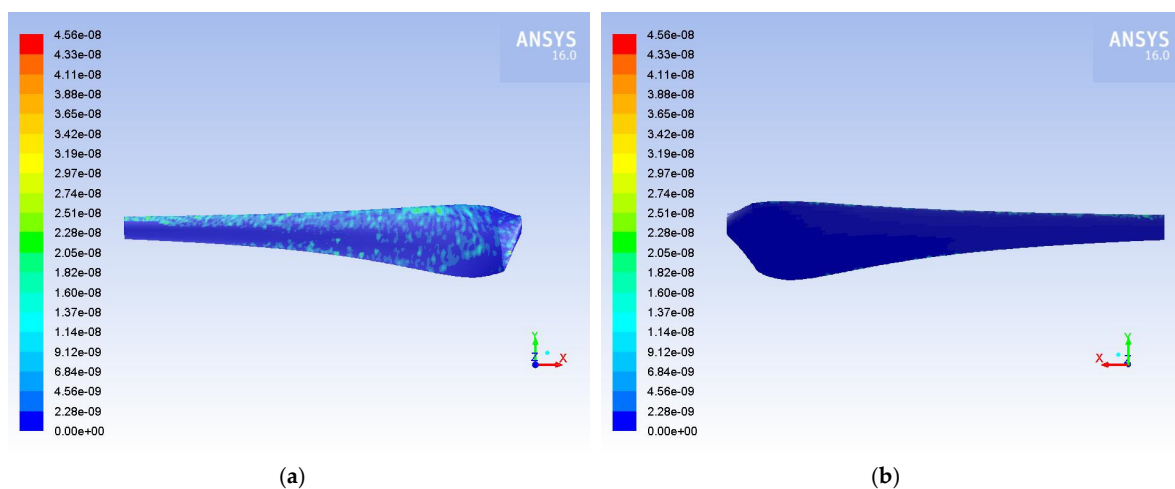 4.56e-08
4.33e-08
4.11e-08
3.88e-08
3.65e-08
3.42e-08
3.19e-08
2.97e-08
2.74e-08
2.51e-08
2.28e-08
2.05e-08
1.82e-08
1.60e-08
1.37e-08
1.14e-08
9.12e-09
6.84e-09
4.56e-09
2.28e-09
0.00e+00
ANSYS
16.0
Y
Z X
(a)
4.56e-08
4.33e-08
4.11e-08
3.88e-08
3.65e-08
3.42e-08
3.19e-08
2.97e-08
2.74e-08
2.51e-08
2.28e-08
2.05e-08
1.82e-08
1.60e-08
1.37e-08
1.14e-08
9.12e-09
6.84e-09
4.56e-09
2.28e-09
0.00e+00
ANSYS
16.0
Y
X Z
(b)